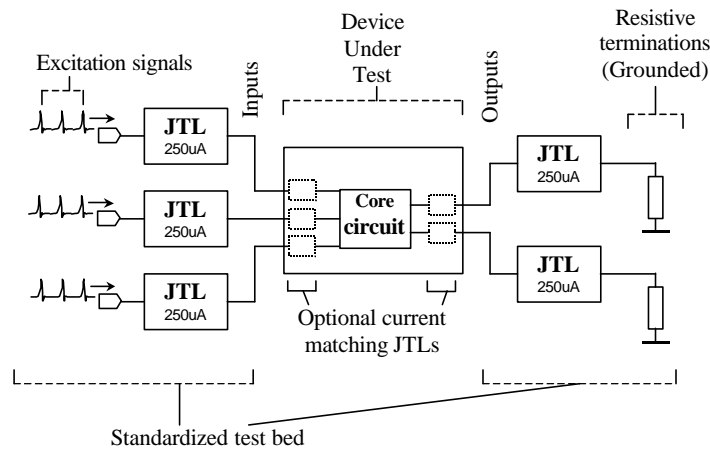 Device
Under
Test
Resistive
terminations
(Grounded)
Excitation signals
Inputs
Outputs
JTL
250uA
JTL
250uA
JTL
250uA
Core
circuit
JTL
250uA
JTL
250uA
Optional current
matching JTLs
Standardized test bed